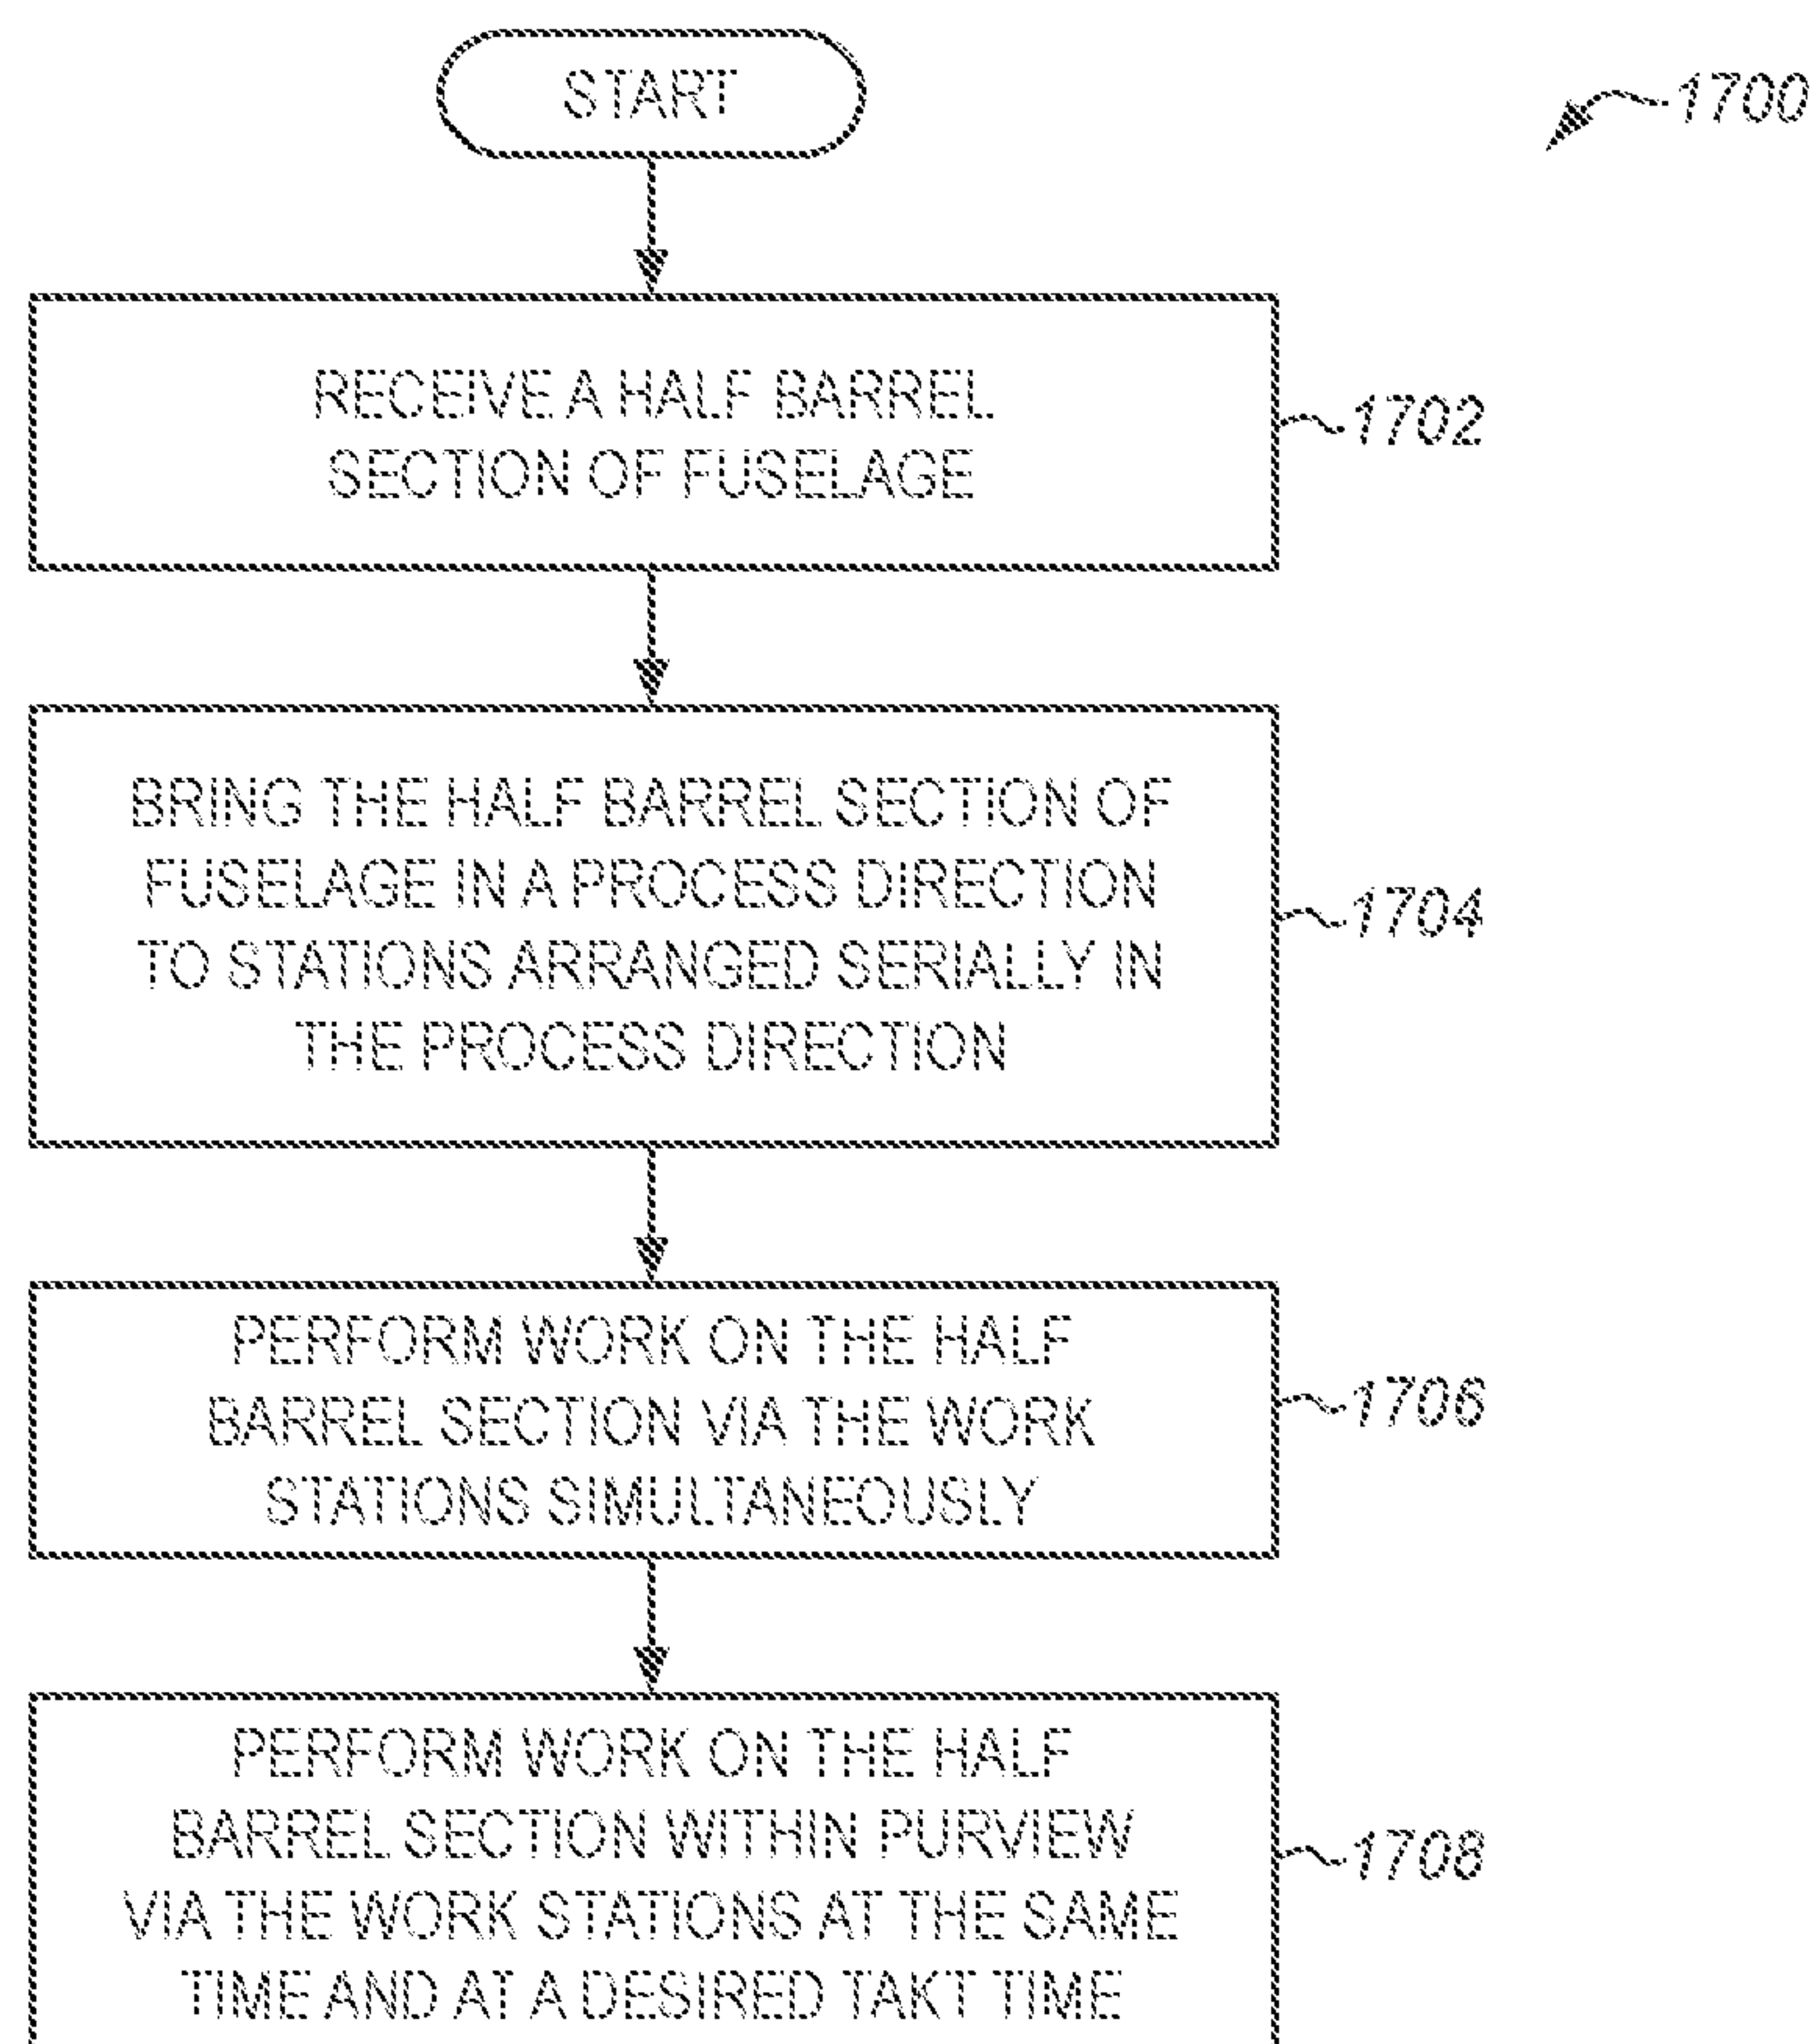 START
1700
RECEIVE A HALF BARREL
SECTION OF FUSELAGE
1702
BRING THE HALF BARREL SECTION OF
FUSELAGE IN A PROCESS DIRECTION
TO STATIONS ARRANGED SERIALLY IN
THE PROCESS DIRECTION
1704
PERFORM WORK ON THE HALF
BARREL SECTION VIA THE WORK
STATIONS SIMULTANEOUSLY
1706
PERFORM WORK ON THE HALF
BARREL SECTION WITHIN PURVIEW
VIA THE WORK STATIONS AT THE SAME
TIME AND AT A DESIRED TAKT TIME
1708